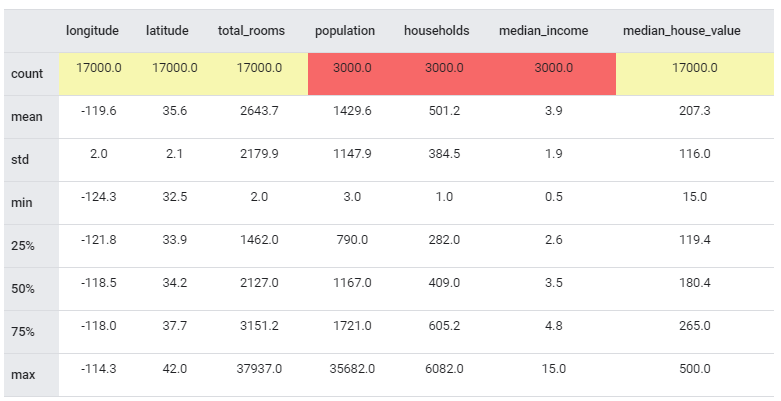 longitude latitude total_rooms population households median_income median_house_value
count 17000.0 17000.0 17000.0 3000.0 3000.0 3000.0 17000.0
mean -119.6 35.6 2643.7 1429.6 501.2 3.9 207.3
std 2.0 2.1 2179.9 1147.9 384.5 1.9 116.0
min -124.3 32.5 2.0 3.0 1.0 0.5 15.0
25% -121.8 33.9 1462.0 790.0 282.0 2.6 119.4
50% -118.5 34.2 2127.0 1167.0 409.0 3.5 180.4
75% -118.0 37.7 3151.2 1721.0 605.2 4.8 265.0
max -114.3 42.0 37937.0 35682.0 6082.0 15.0 500.0